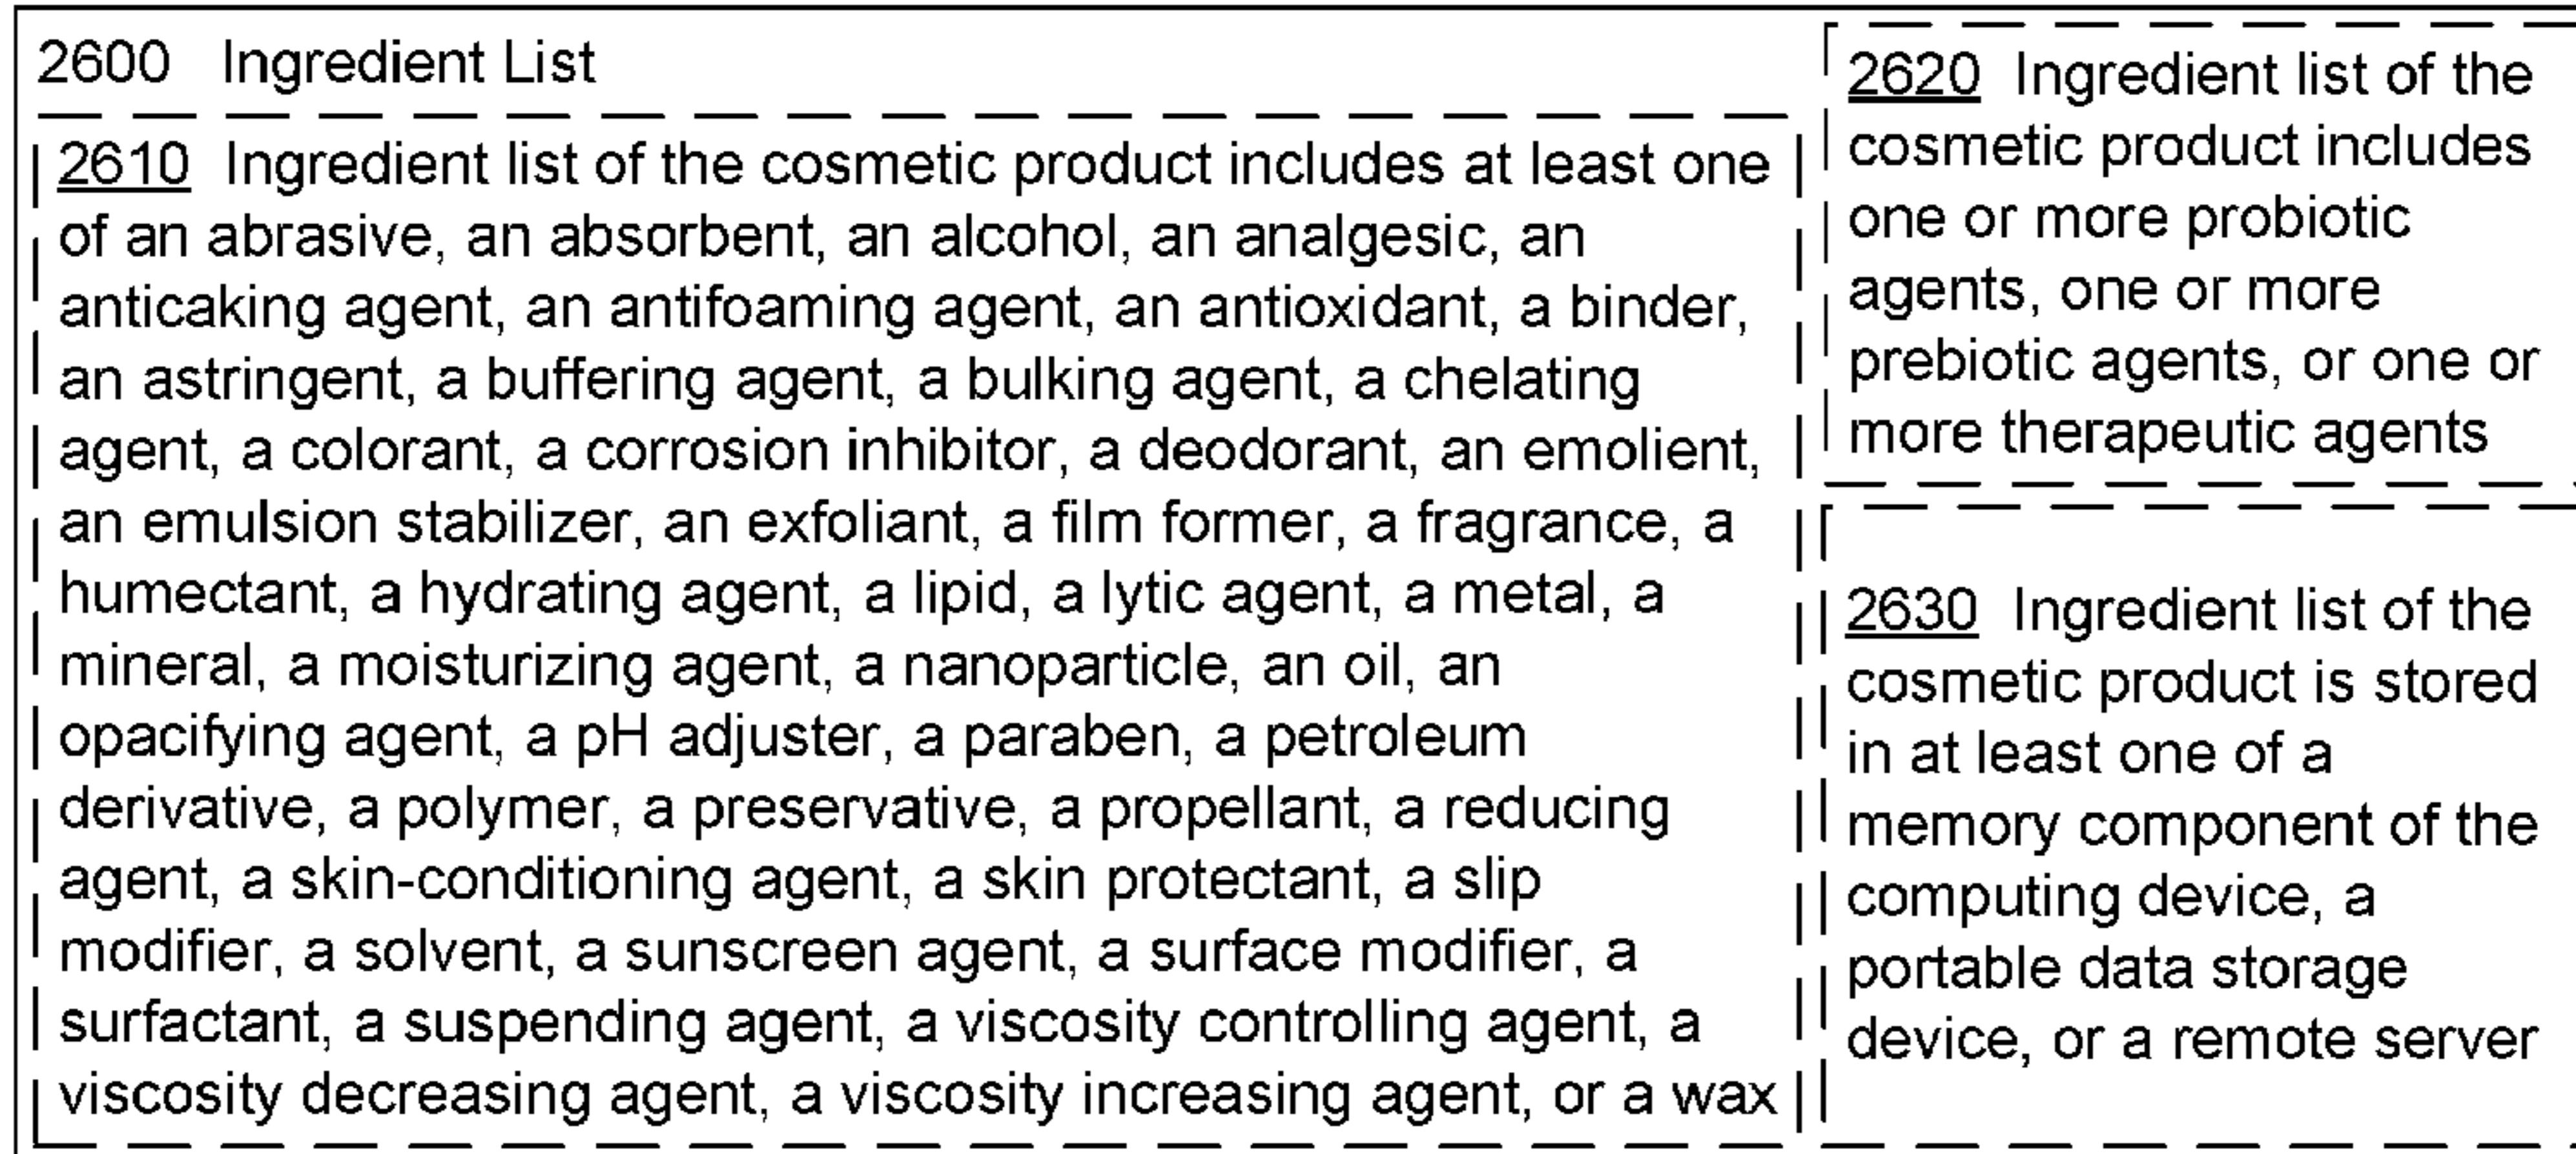 2600 Ingredient List
2610 Ingredient list of the cosmetic product includes at least one
of an abrasive, an absorbent, an alcohol, an analgesic, an
anticaking agent, an antifoaming agent, an antioxidant, a binder,
an astringent, a buffering agent, a bulking agent, a chelating
agent, a colorant, a corrosion inhibitor, a deodorant, an emolient,
an emulsion stabilizer, an exfoliant, a film former, a fragrance, a
humectant, a hydrating agent, a lipid, a lytic agent, a metal, a
mineral, a moisturizing agent, a nanoparticle, an oil, an
opacifying agent, a pH adjuster, a paraben, a petroleum
derivative, a polymer, a preservative, a propellant, a reducing
agent, a skin-conditioning agent, a skin protectant, a slip
modifier, a solvent, a sunscreen agent, a surface modifier, a
surfactant, a suspending agent, a viscosity controlling agent, a
viscosity decreasing agent, a viscosity increasing agent, or a wax
2620 Ingredient list of the
cosmetic product includes
one or more probiotic
agents, one or more
prebiotic agents, or one or
more therapeutic agents
2630 Ingredient list of the
cosmetic product is stored
in at least one of a
memory component of the
computing device, a
portable data storage
device, or a remote server